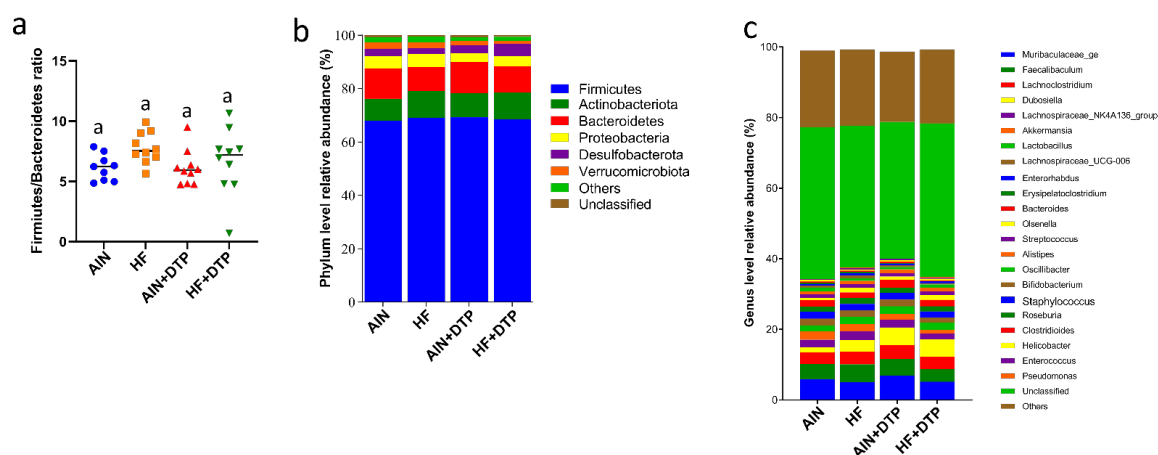 a
Firmiutes/Bacteroidetes ratio
15
10
5
0
a
a
a
a
AIN
HF
AIN+DTP
HF+DTP
b
Phylum level relative abundance (%)
100
80
60
40
20
0
AIN
HF
AIN+DTP
HF+DTP
Firmicutes
Actinobacteriota
Bacteroidetes
Proteobacteria
Desulfobacterota
Verrucomicrobiota
Others
Unclassified
c
Genus level relative abundance (%)
100
80
60
40
20
0
AIN
HF
AIN+DTP
HF+DTP
Muribaculaceae_ge
Faecalibaculum
Lachnoclostridium
Dubosiella
Lachnospiraceae_NK4A136_group
Akkermansia
Lactobacillus
Lachnospiraceae_UCG-006
Enterorhabdus
Erysipelatoclostridium
Bacteroides
Olsenella
Streptococcus
Alistipes
Oscillibacter
Bifidobacterium
Staphylococcus
Roseburia
Clostridioides
Helicobacter
Enterococcus
Pseudomonas
Unclassified
Others